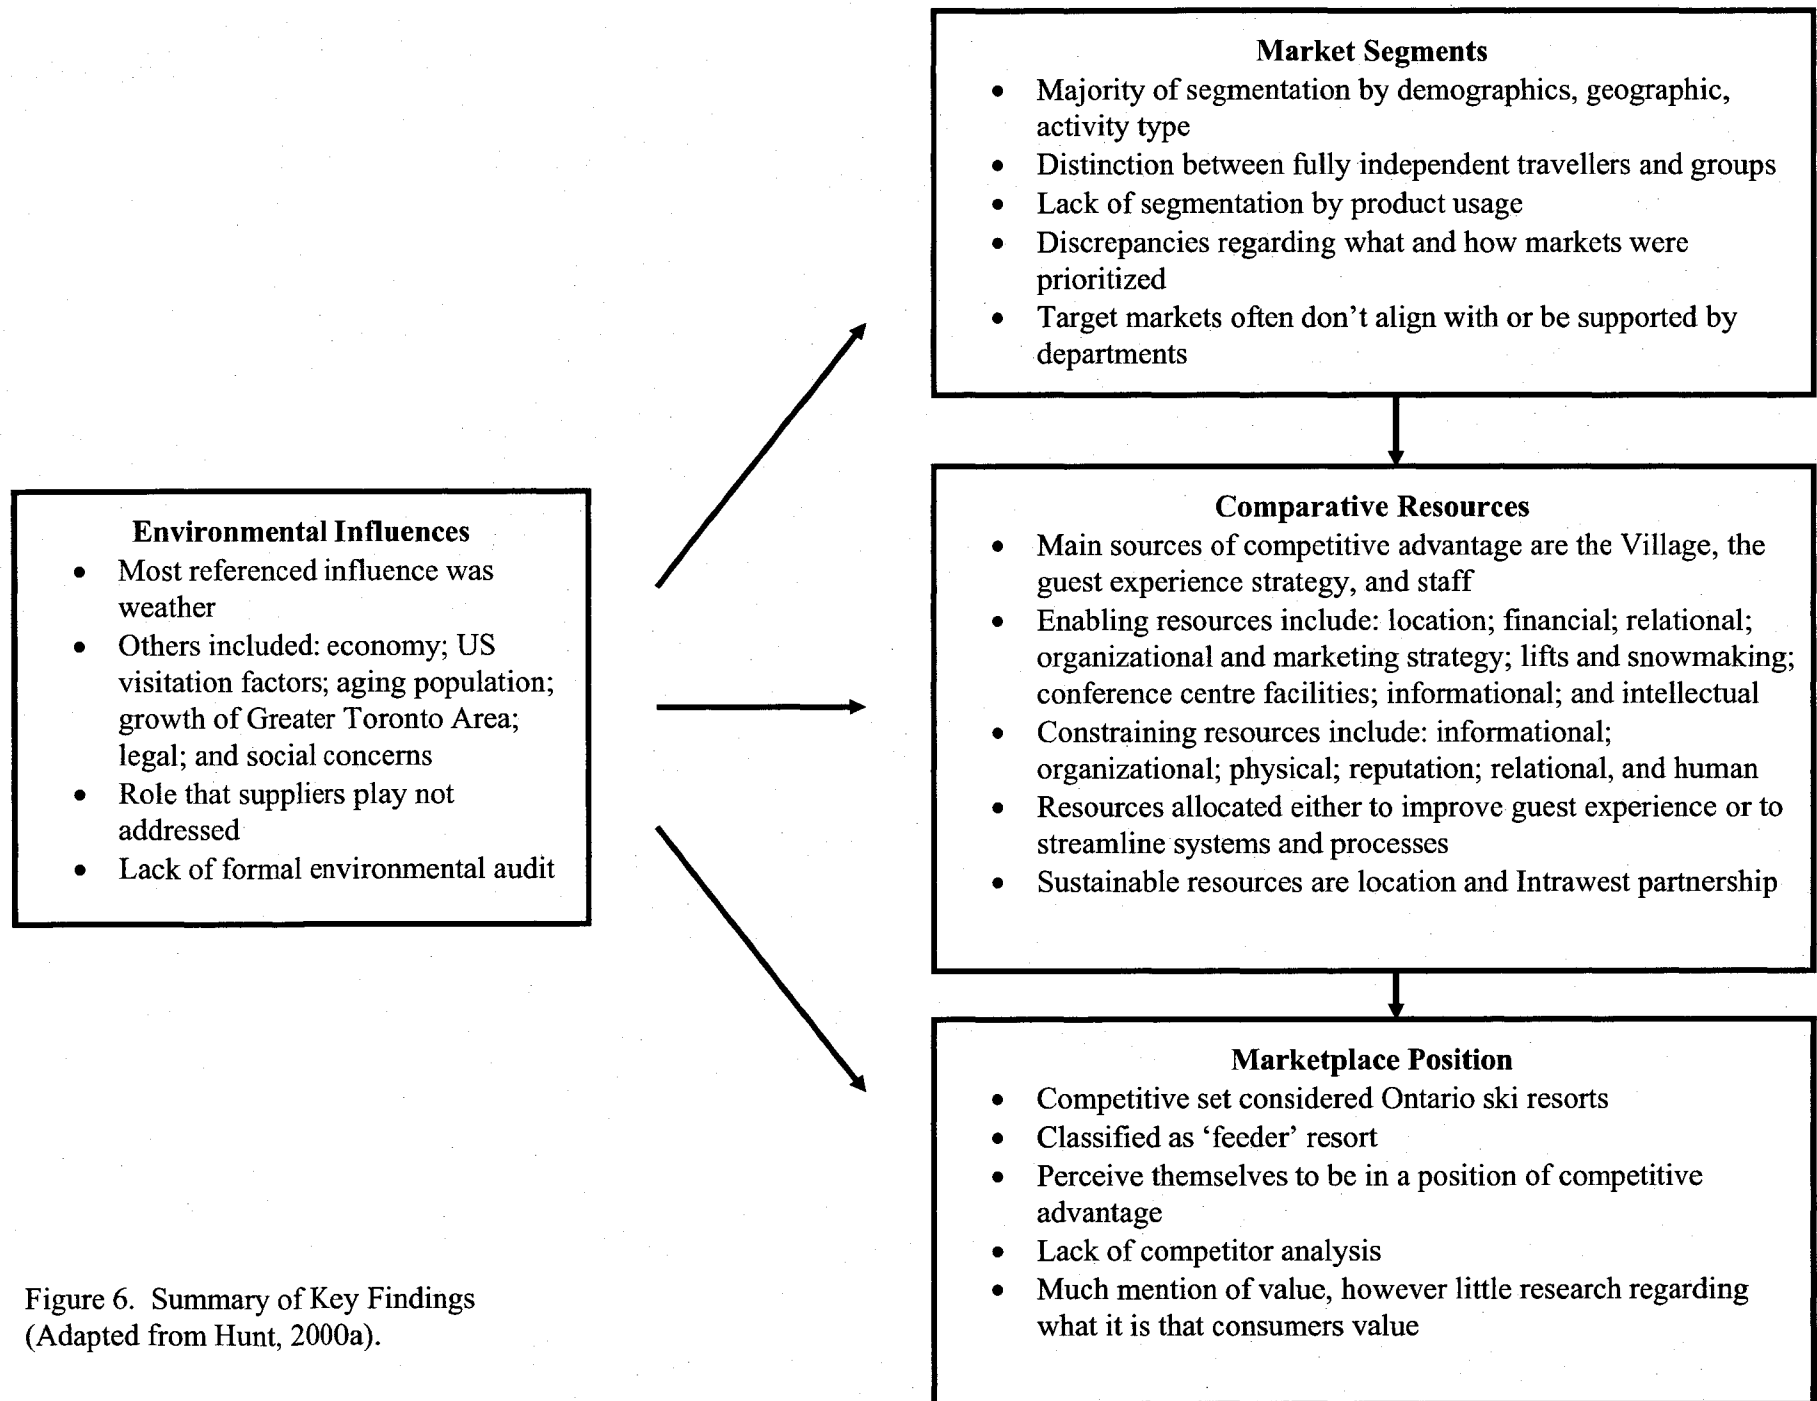 Market Segments
• Majority of segmentation by demographics, geographic,
activity type
• Distinction between fully independent travellers and groups
• Lack of segmentation by product usage
• Discrepancies regarding what and how markets were
prioritized
• Target markets often don't align with or be supported by
departments
Environmental Influences
• Most referenced influence was
weather
• Others included: economy; US
visitation factors; aging population;
growth of Greater Toronto Area;
legal; and social concerns
• Role that suppliers play not
addressed
• Lack of formal environmental audit
Comparative Resources
• Main sources of competitive advantage are the Village, the
guest experience strategy, and staff
• Enabling resources include: location; financial; relational;
organizational and marketing strategy; lifts and snowmaking;
conference centre facilities; informational; and intellectual
• Constraining resources include: informational;
organizational; physical; reputation; relational, and human
• Resources allocated either to improve guest experience or to
streamline systems and processes
• Sustainable resources are location and Intrawest partnership
Marketplace Position
• Competitive set considered Ontario ski resorts
• Classified as ‘feeder’ resort
• Perceive themselves to be in a position of competitive
advantage
• Lack of competitor analysis
• Much mention of value, however little research regarding
what it is that consumers value
Figure 6. Summary of Key Findings
(Adapted from Hunt, 2000a).